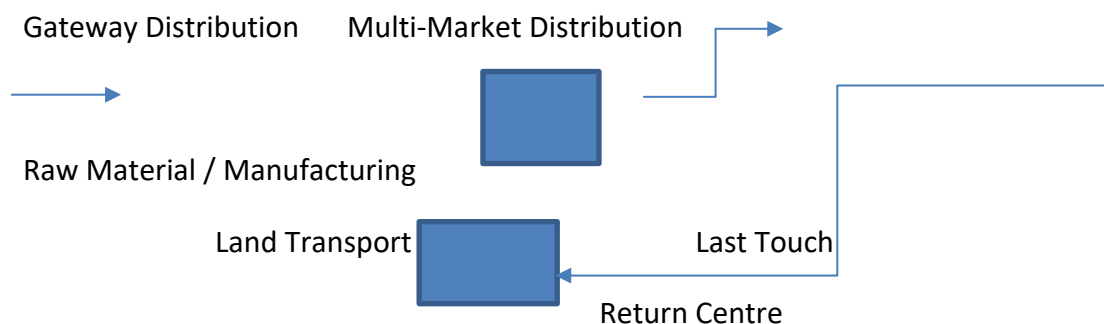 Gateway Distribution Multi-Market Distribution
Raw Material / Manufacturing
Land Transport Last Touch
Return Centre